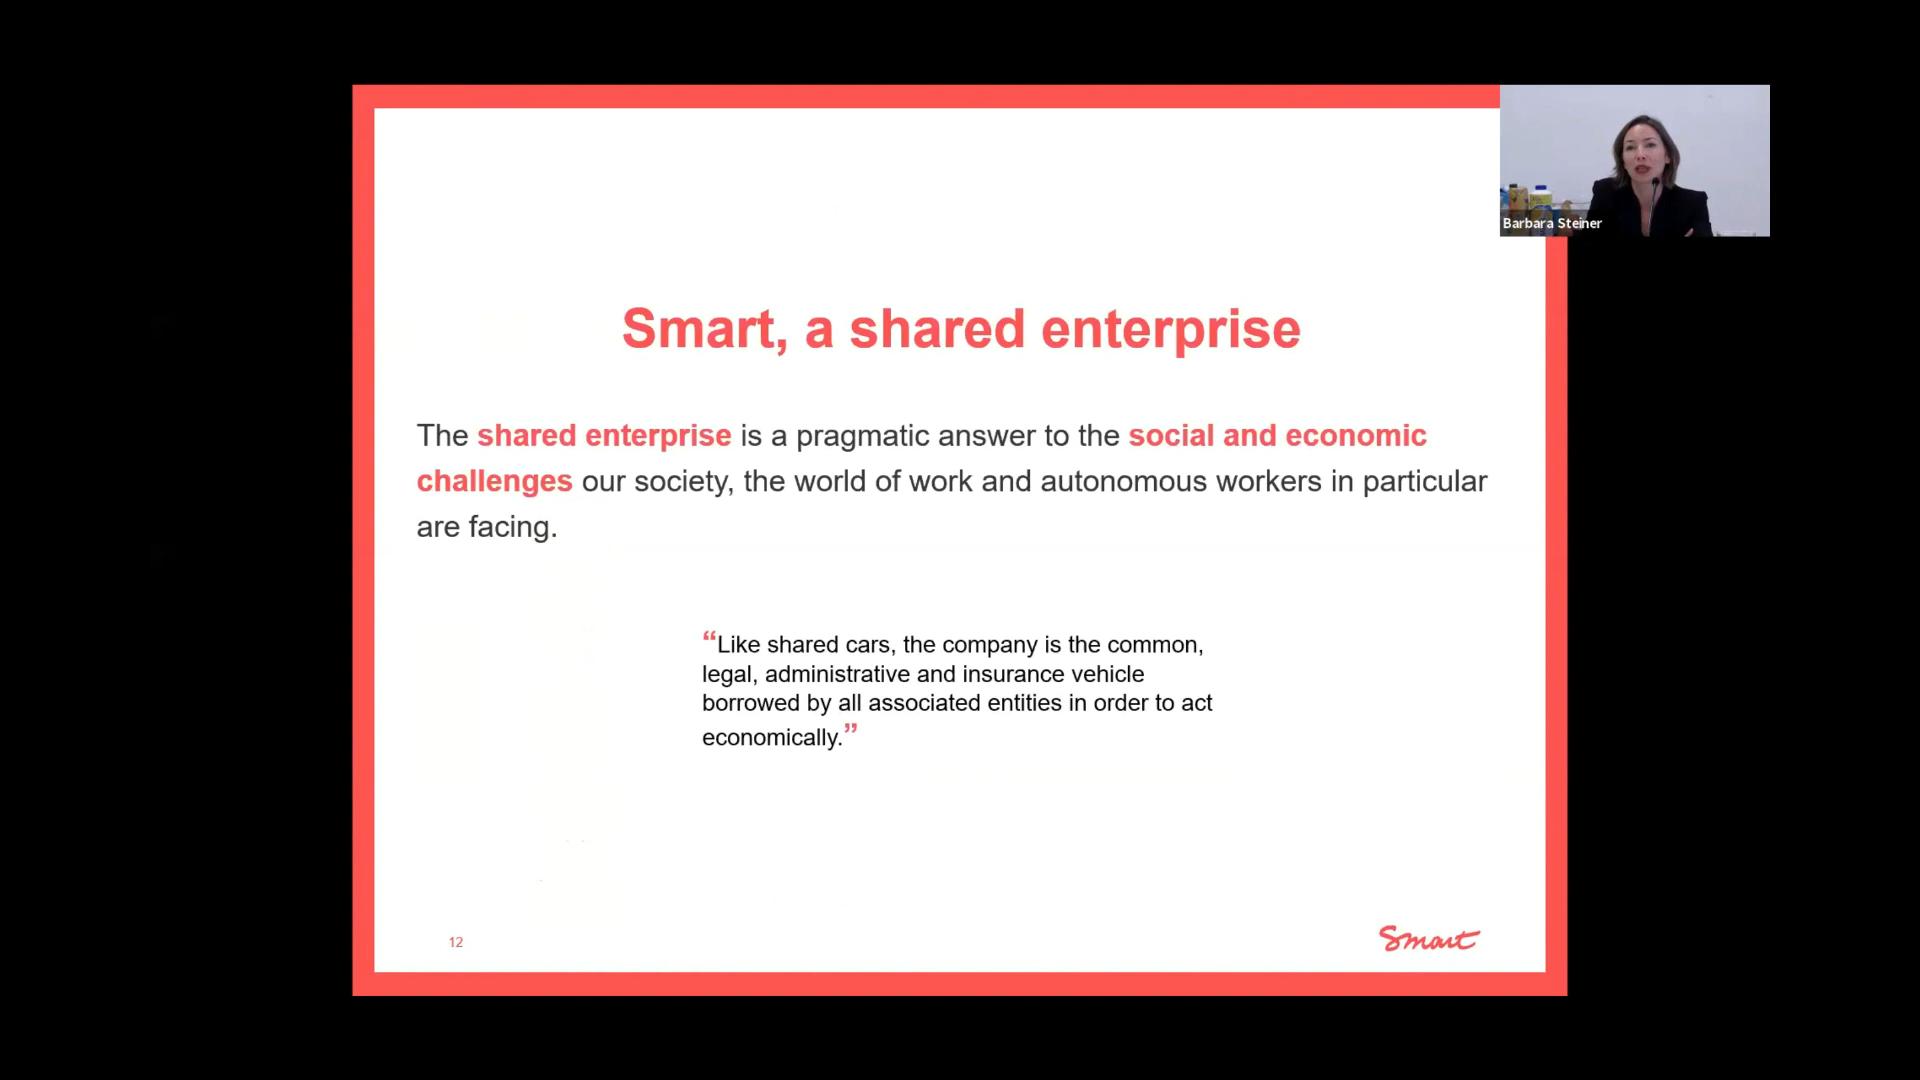 Barbara Steiner
Smart, a shared enterprise
The shared enterprise is a pragmatic answer to the social and economic
challenges our society, the world of work and autonomous workers in particular
are facing.
“Like shared cars, the company is the common,
legal, administrative and insurance vehicle
borrowed by all associated entities in order to act
economically.”
12
Smart